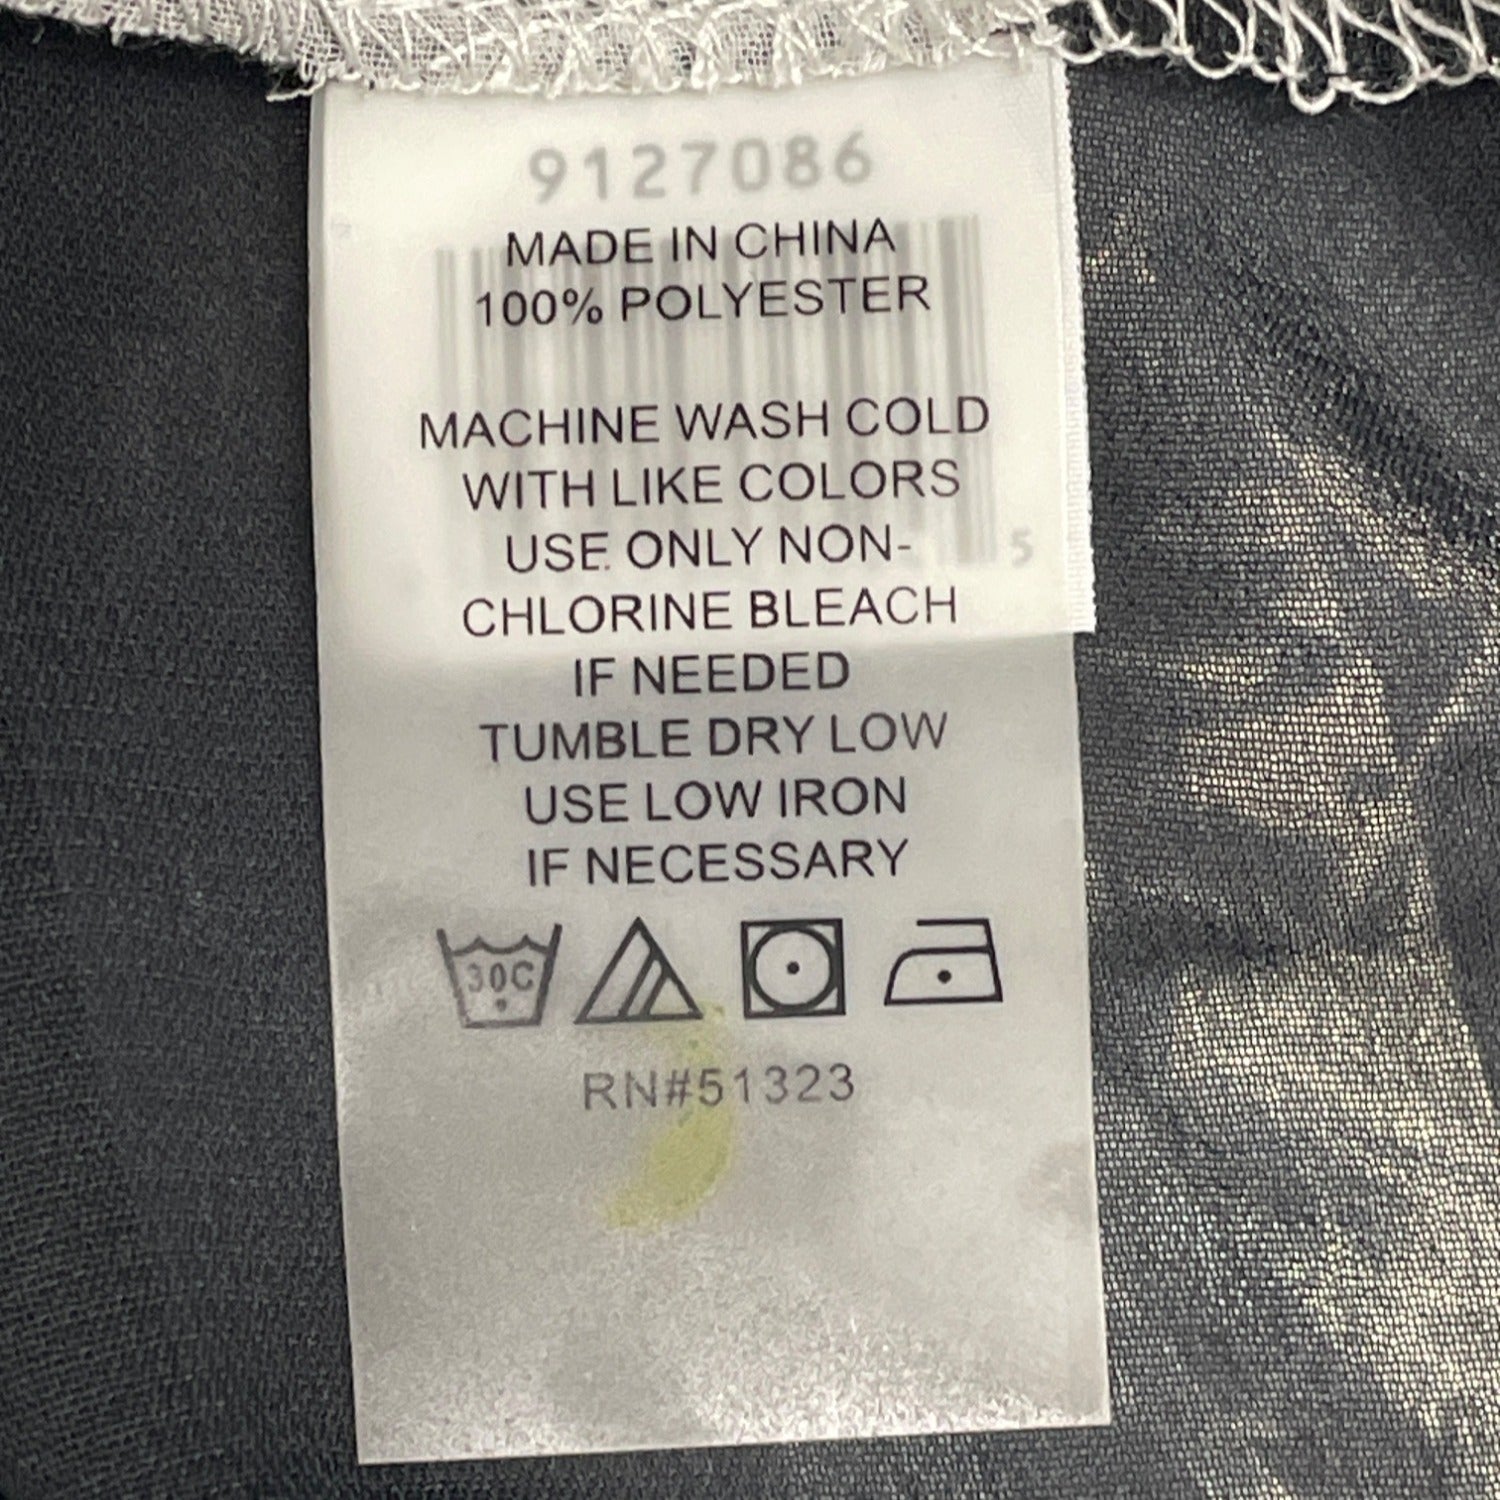 9127086
MADE IN CHINA
100% POLYESTER
MACHINE WASH COLD
WITH LIKE COLORS
USE ONLY NON-
5
CHLORINE BLEACH
IF NEEDED
TUMBLE DRY LOW
USE LOW IRON
IF NECESSARY
30C
RN#51323